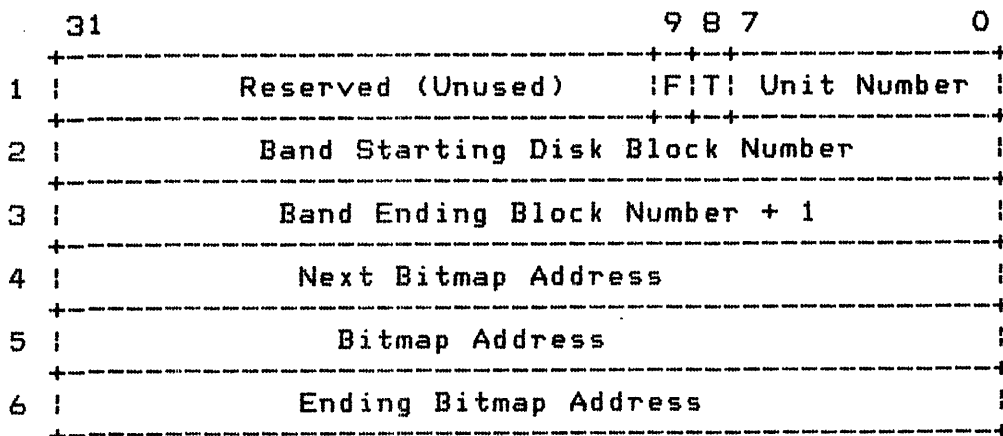 31 9 8 7 0
1 Reserved (Unused) |F|T| Unit Number
2 Band Starting Disk Block Number
3 Band Ending Block Number + 1
4 Next Bitmap Address
5 Bitmap Address
6 Ending Bitmap Address